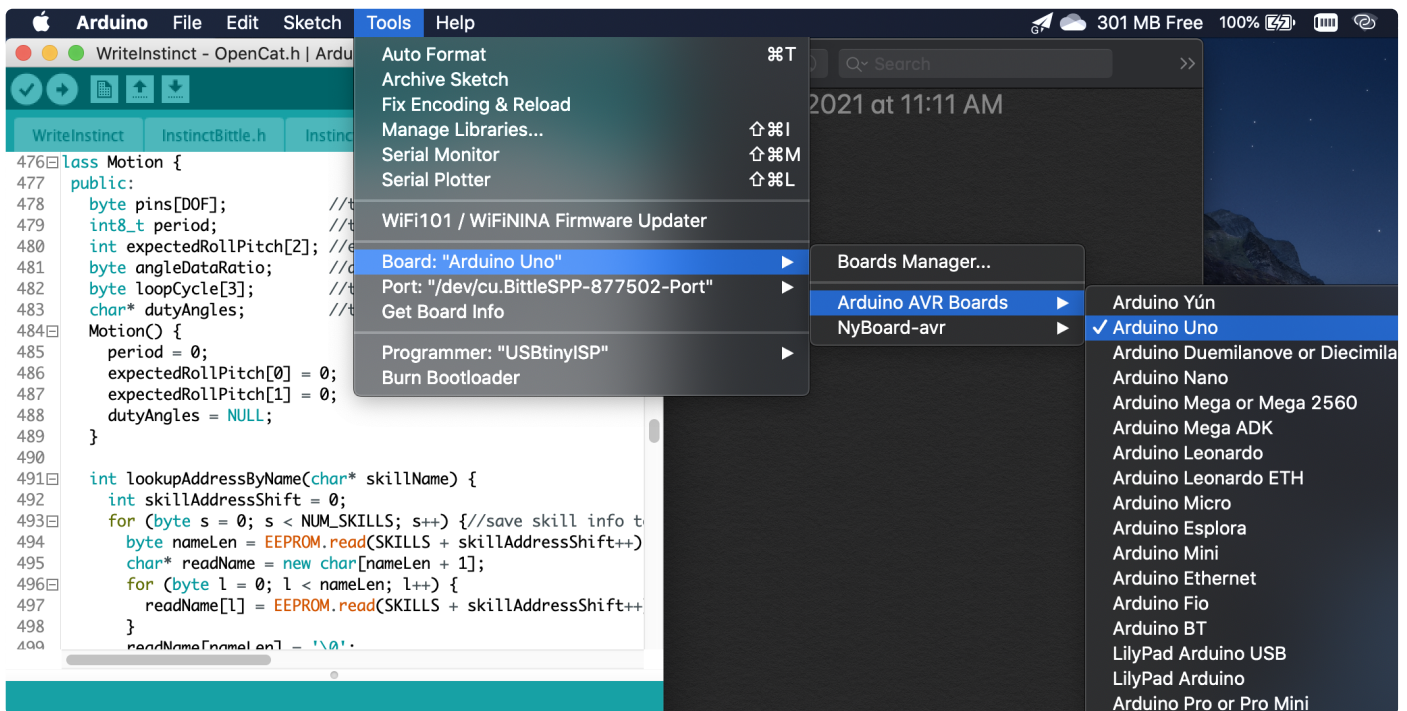 Arduino File Edit Sketch Tools Help 301 MB Free 100%
WriteInstinct - OpenCat.h | Ardu
WriteInstinct InstinctBittle.h Instinc
476 lass Motion {
477 public:
478 byte pins[DOF]; //t
479 int8_t period; //t
480 int expectedRollPitch[2]; //e
481 byte angleDataRatio; //
482 byte loopCycle[3]; //t
483 char* dutyAngles; //t
484 Motion() {
485 period = 0;
486 expectedRollPitch[0] = 0;
487 expectedRollPitch[1] = 0;
488 dutyAngles = NULL;
489 }
490
491 int lookupAddressByName(char* skillName) {
492 int skillAddressShift = 0;
493 for (byte s = 0; s < NUM_SKILLS; s++) {//save skill info t
494 byte nameLen = EEPROM.read(SKILLS + skillAddressShift++)
495 char* readName = new char[nameLen + 1];
496 for (byte l = 0; l < nameLen; l++) {
497 readName[l] = EEPROM.read(SKILLS + skillAddressShift++
498 }
499 readName[nameLen] = '\0';
Auto Format ⌘T
Archive Sketch
Fix Encoding & Reload
Manage Libraries... ⇧⌘I
Serial Monitor ⇧⌘M
Serial Plotter ⇧⌘L
WiFi101 / WiFiNINA Firmware Updater
Board: "Arduino Uno"
Port: "/dev/cu.BittleSPP-877502-Port"
Get Board Info
Programmer: "USBtinyISP"
Burn Bootloader
Search
2021 at 11:11 AM
Boards Manager...
Arduino AVR Boards
NyBoard-avr
Arduino Yún
✓ Arduino Uno
Arduino Duemilanove or Diecimila
Arduino Nano
Arduino Mega or Mega 2560
Arduino Mega ADK
Arduino Leonardo
Arduino Leonardo ETH
Arduino Micro
Arduino Esplora
Arduino Mini
Arduino Ethernet
Arduino Fio
Arduino BT
LilyPad Arduino USB
LilyPad Arduino
Arduino Pro or Pro Mini